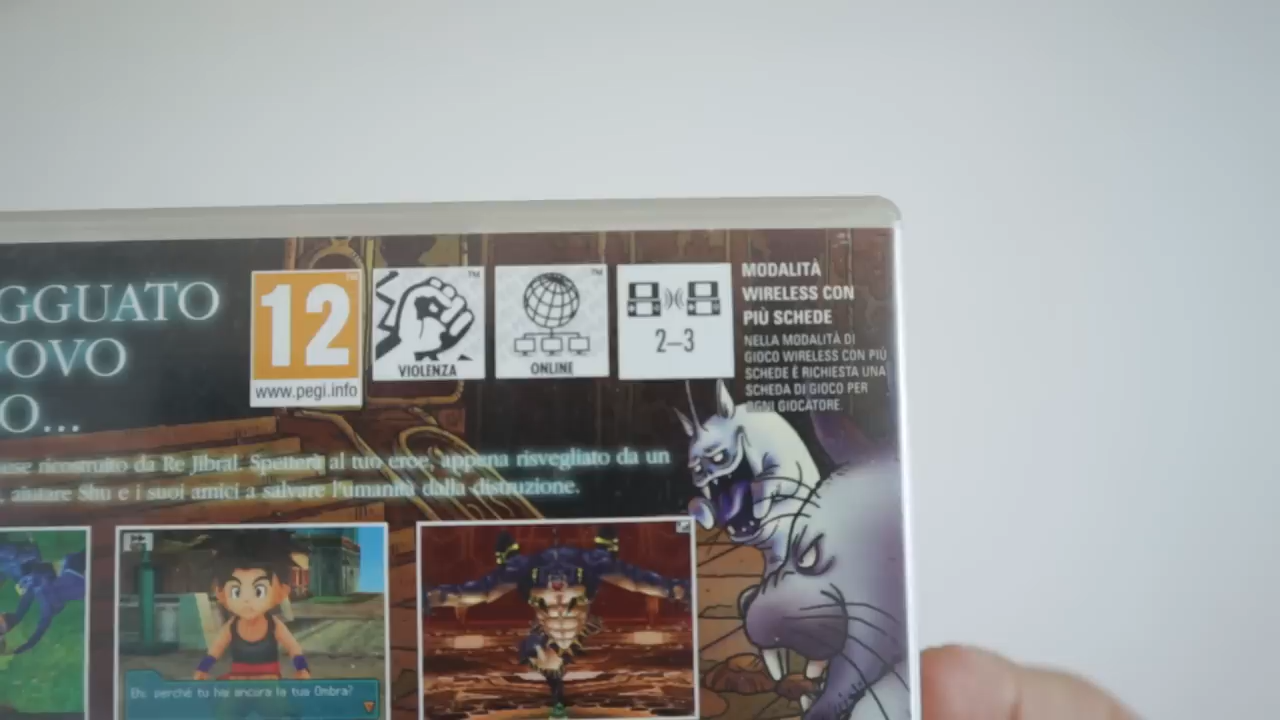 GGUATO
UOVO
O...
12
www.pegi.info
VIOLENZA
ONLINE
2–3
MODALITÀ
WIRELESS CON
PIÙ SCHEDE
NELLA MODALITÀ DI
GIOCO WIRELESS CON PIÙ
SCHEDE È RICHIESTA UNA
SCHEDA DI GIOCO PER
OGNI GIOCATORE.
ricostruito da Re Jibral. Spetterà al tuo eroe, appena risvegliato da un
aiutare Shu e i suoi amici a salvare l'umanità dalla distruzione.
Ehi, perché tu hai ancora la tua Ombra?